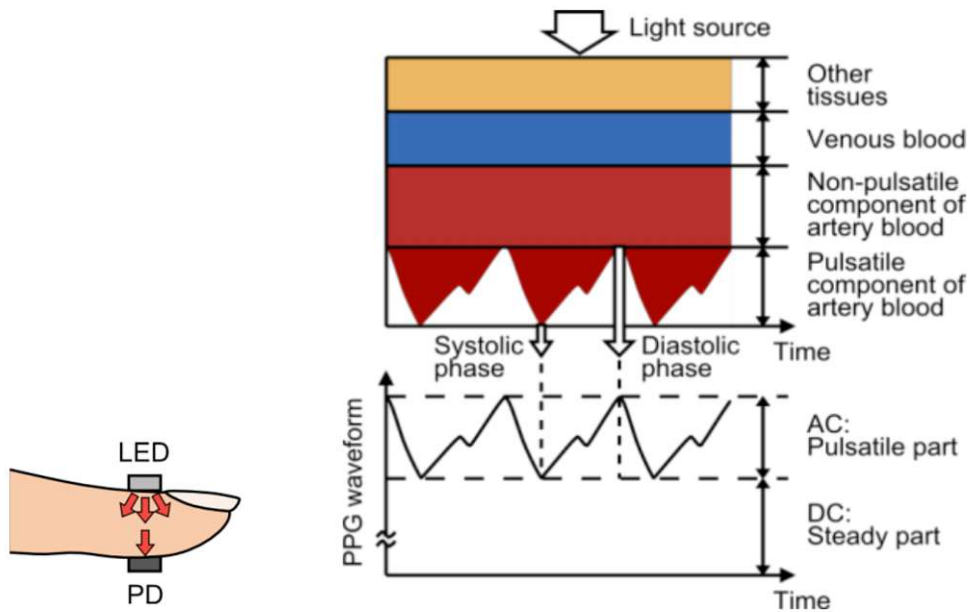 Light source
Other
tissues
Venous blood
Non-pulsatile
component of
artery blood
Pulsatile
component of
artery blood
Systolic
phase
Diastolic
phase
Time
PPG waveform
AC:
Pulsatile part
DC:
Steady part
Time
LED
PD